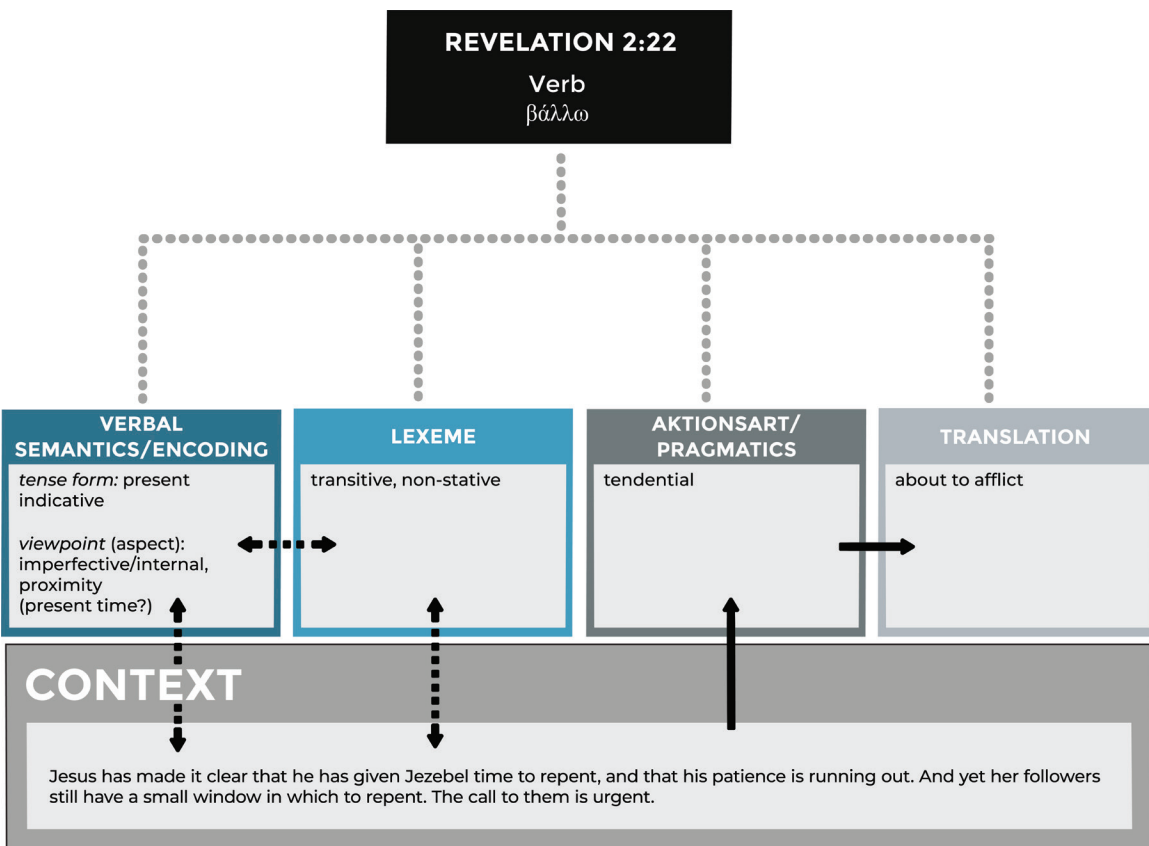 REVELATION 2:22
Verb
βάλλω
VERBAL
SEMANTICS/ENCODING
tense form: present
indicative
viewpoint (aspect):
imperfective/internal,
proximity
(present time?)
LEXEME
transitive, non-stative
AKTIONSART/
PRAGMATICS
tendential
TRANSLATION
about to afflict
CONTEXT
Jesus has made it clear that he has given Jezebel time to repent, and that his patience is running out. And yet her followers
still have a small window in which to repent. The call to them is urgent.